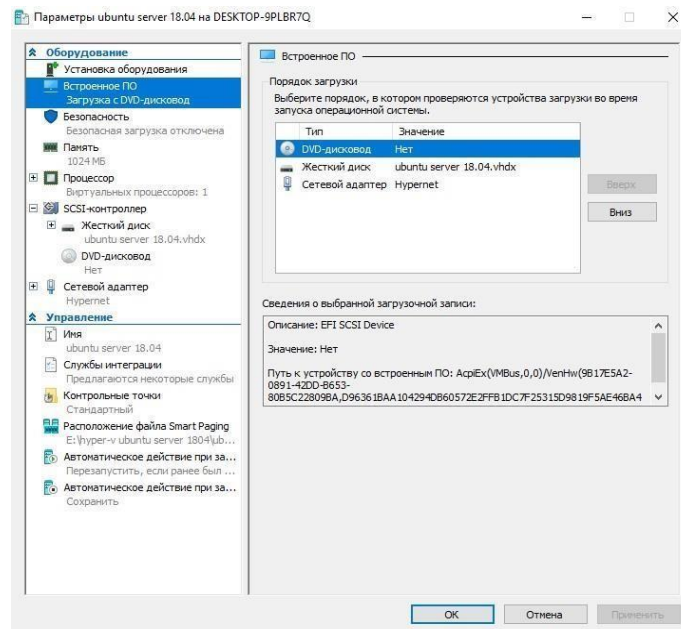 Параметры ubuntu server 18.04 на DESKTOP-9PLBR7Q
Оборудование
Установка оборудования
Встроенное ПО
Загрузка с DVD-дисковод
Безопасность
Безопасная загрузка отключена
Память
1024 МБ
Процессор
Виртуальных процессоров: 1
SCSI-контроллер
Жесткий диск
ubuntu server 18.04.vhdx
DVD-дисковод
Нет
Сетевой адаптер
Hypernet
Управление
Имя
ubuntu server 18.04
Службы интеграции
Предлагаются некоторые службы
Контрольные точки
Стандартный
Расположение файла Smart Paging
E:\hyper-v ubuntu server 1804\ub...
Автоматическое действие при за...
Перезапустить, если ранее был ...
Автоматическое действие при за...
Сохранить
Встроенное ПО
Порядок загрузки
Выберите порядок, в котором проверяются устройства загрузки во время
запуска операционной системы.
Тип Значение
DVD-дисковод Нет
Жесткий диск ubuntu server 18.04.vhdx
Сетевой адаптер Hypernet
Вверх
Вниз
Сведения о выбранной загрузочной записи:
Описание: EFI SCSI Device
Значение: Нет
Путь к устройству со встроенным ПО: AcpiEx(VMBus,0,0)/VenHw(9B17E5A2-
0891-42DD-B653-
80B5C22809BA,D96361BAA104294DB60572E2FFB1DC7F25315D9819F5AE46BA4
ОК Отмена Применить